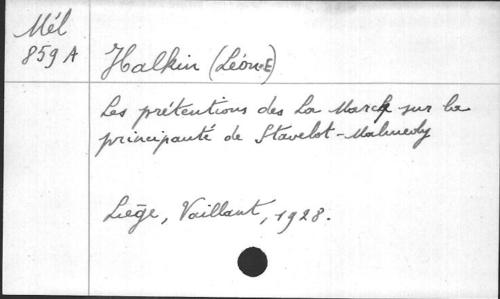 Mél
859 A
Halkin (Léon-E)
Les prétentions des La Marck sur la
principauté de Stavelot-Malmedy
Liège, Vaillant, 1928.